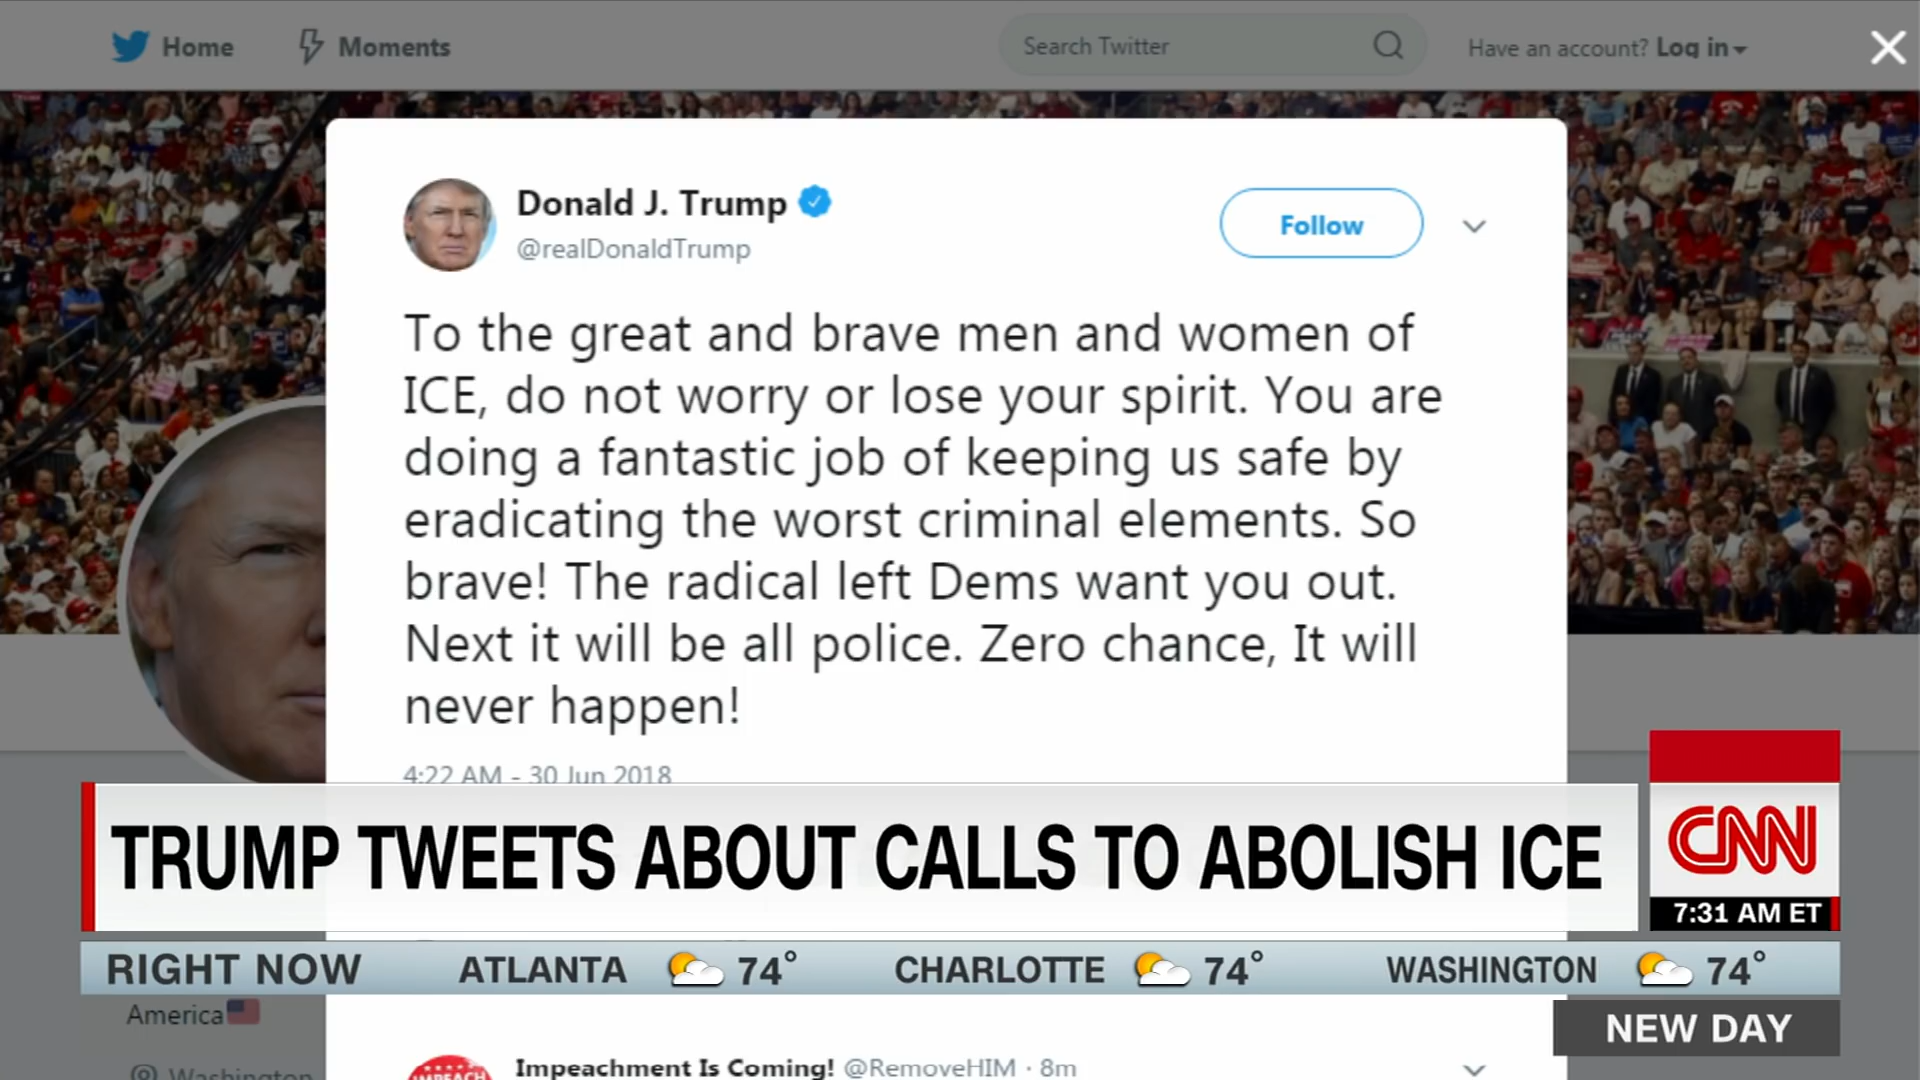 Home
Moments
Search Twitter
Have an account? Log in
Donald J. Trump
@realDonaldTrump
Follow
To the great and brave men and women of
ICE, do not worry or lose your spirit. You are
doing a fantastic job of keeping us safe by
eradicating the worst criminal elements. So
brave! The radical left Dems want you out.
Next it will be all police. Zero chance, It will
never happen!
4:22 AM - 30 Jun 2018
TRUMP TWEETS ABOUT CALLS TO ABOLISH ICE
CNN
7:31 AM ET
RIGHT NOW ATLANTA 74° CHARLOTTE 74° WASHINGTON 74°
America
NEW DAY
Washington
Impeachment Is Coming! @RemoveHIM · 8m
IMPEACH